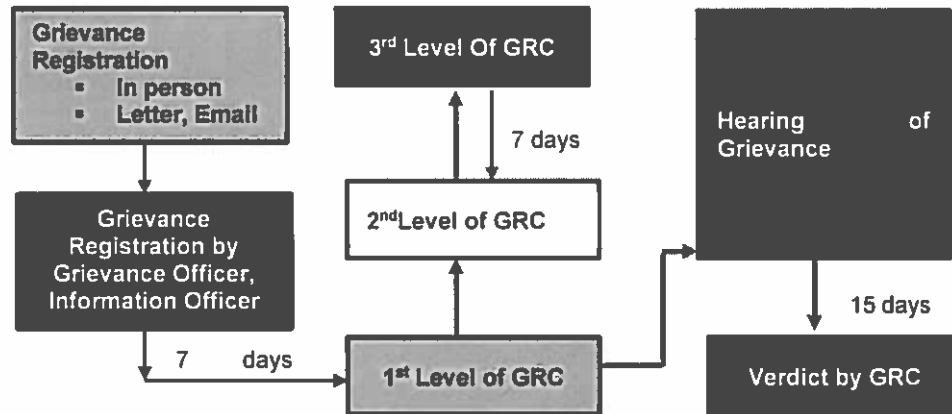 Grievance
Registration
▪ In person
▪ Letter, Email
Grievance
Registration by
Grievance Officer,
Information Officer
7 days
1st Level of GRC
2nd Level of GRC
3rd Level Of GRC
7 days
Hearing of
Grievance
15 days
Verdict by GRC